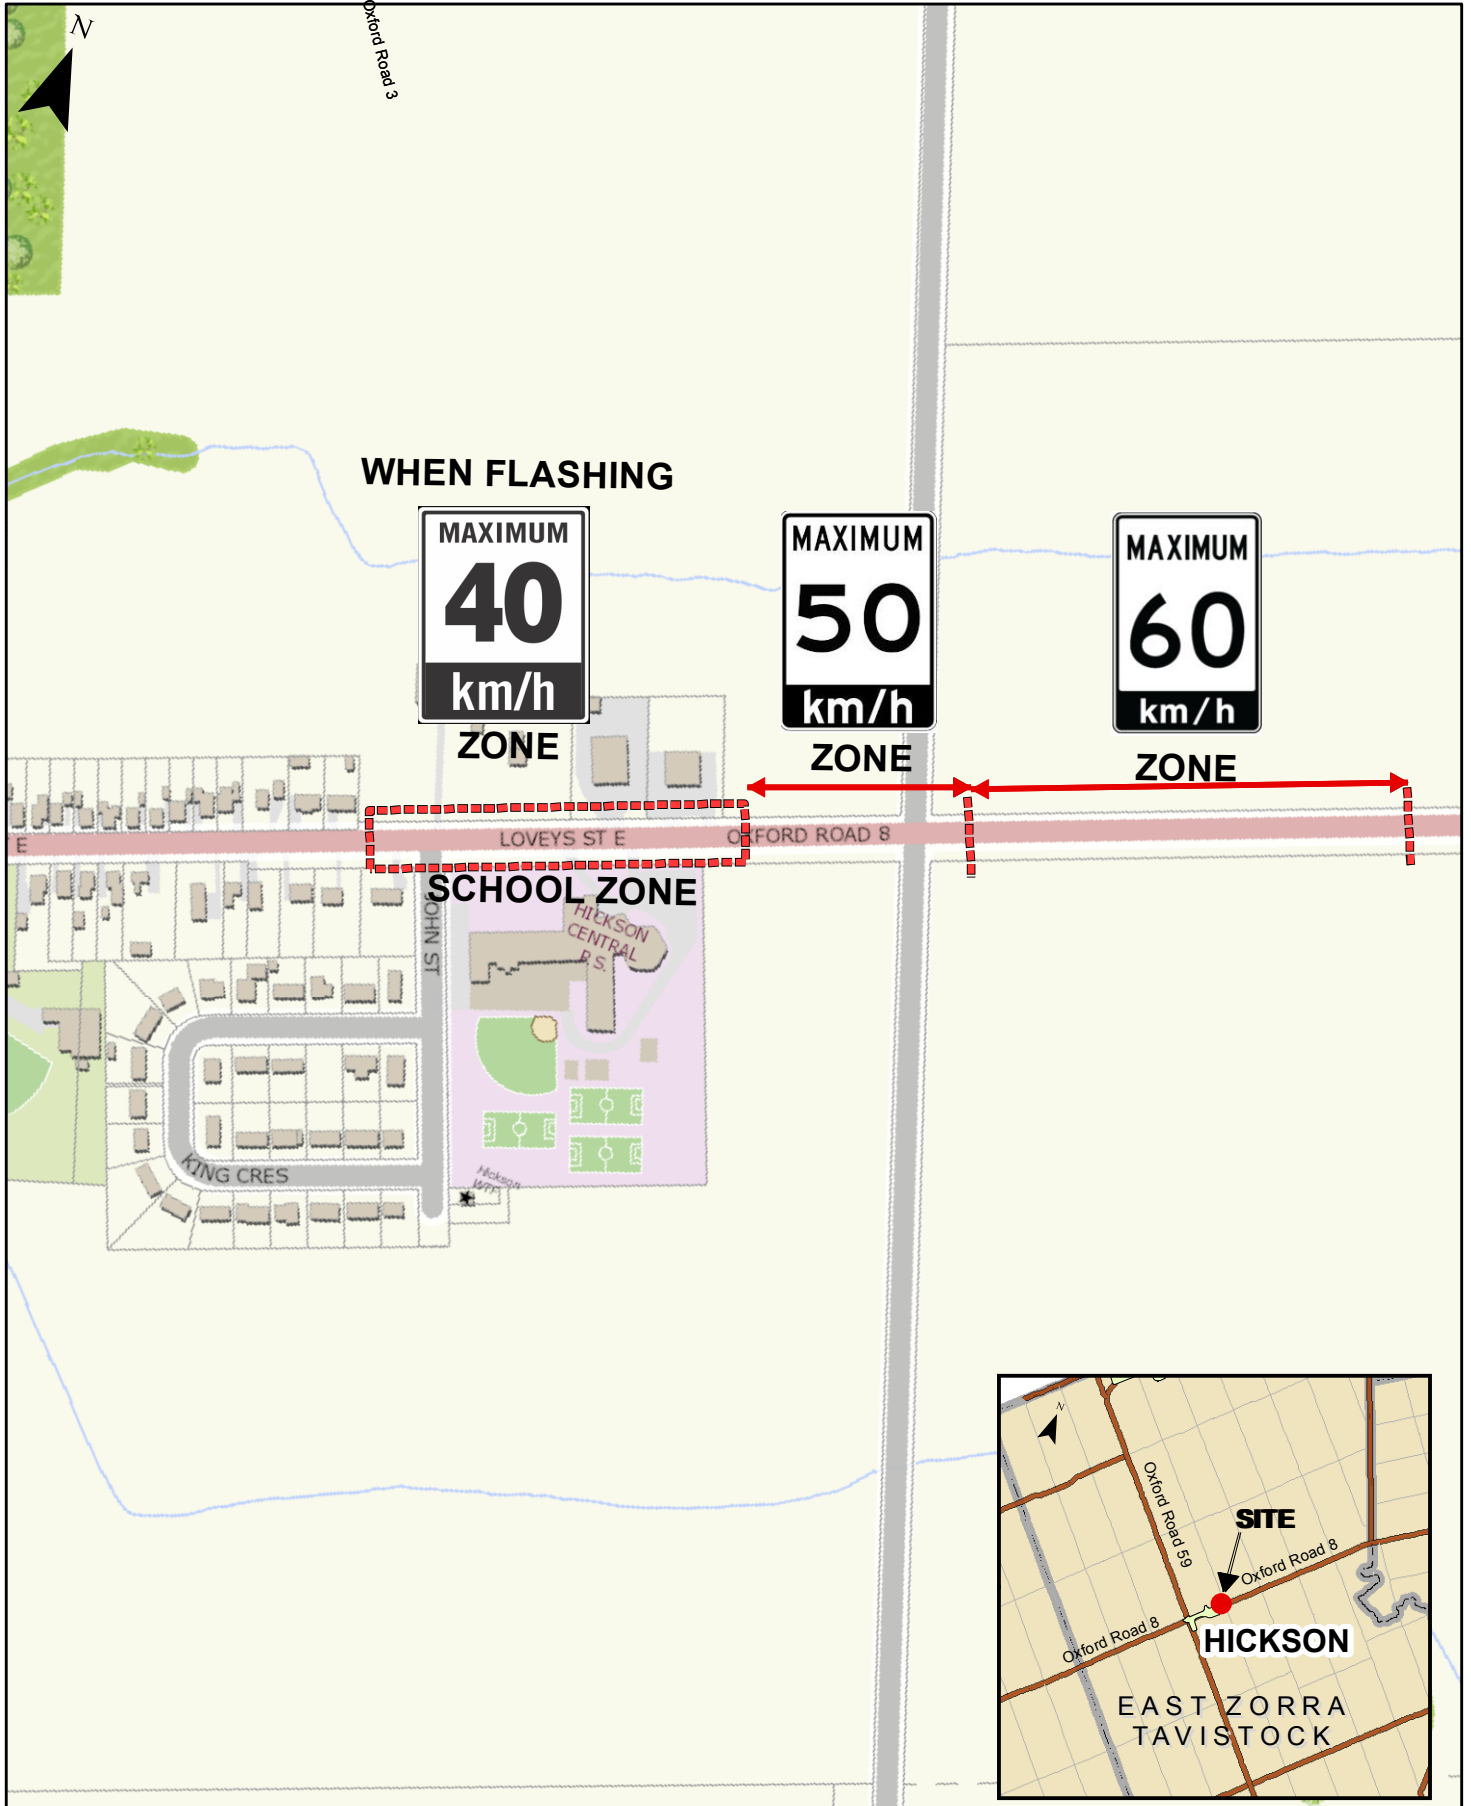 N
Oxford Road 3
WHEN FLASHING
MAXIMUM
40
km/h
ZONE
MAXIMUM
50
km/h
ZONE
MAXIMUM
60
km/h
ZONE
E
LOVEYS ST E
OXFORD ROAD 8
SCHOOL ZONE
JOHN ST
HICKSON
CENTRAL
P.S.
KING CRES
Hickson
WTF
N
Oxford Road 59
SITE
Oxford Road 8
Oxford Road 8
HICKSON
EAST ZORRA
TAVISTOCK